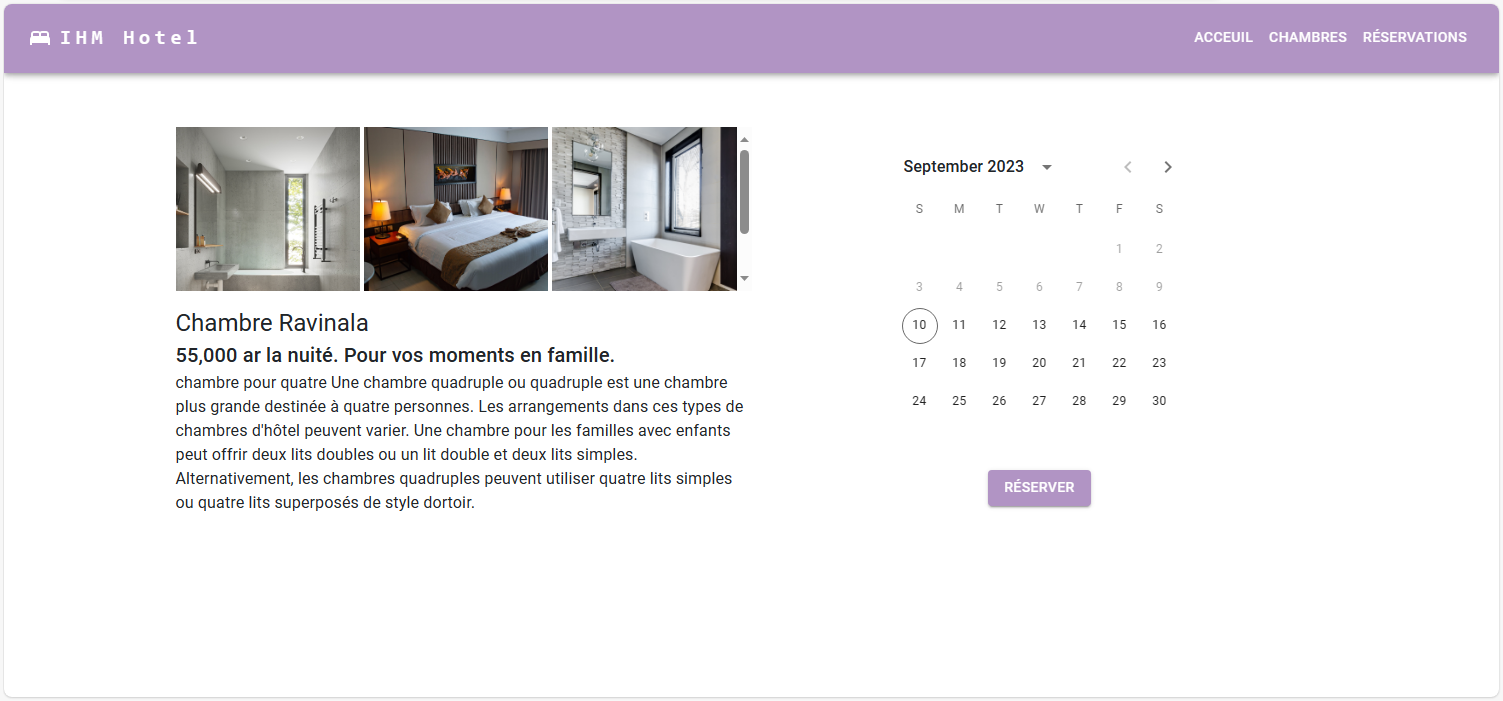 IHM Hotel
ACCEUIL CHAMBRES RÉSERVATIONS
Chambre Ravinala
55,000 ar la nuité. Pour vos moments en famille.
chambre pour quatre Une chambre quadruple ou quadruple est une chambre
plus grande destinée à quatre personnes. Les arrangements dans ces types de
chambres d'hôtel peuvent varier. Une chambre pour les familles avec enfants
peut offrir deux lits doubles ou un lit double et deux lits simples.
Alternativement, les chambres quadruples peuvent utiliser quatre lits simples
ou quatre lits superposés de style dortoir.
September 2023
S M T W T F S
1 2
3 4 5 6 7 8 9
10 11 12 13 14 15 16
17 18 19 20 21 22 23
24 25 26 27 28 29 30
RÉSERVER